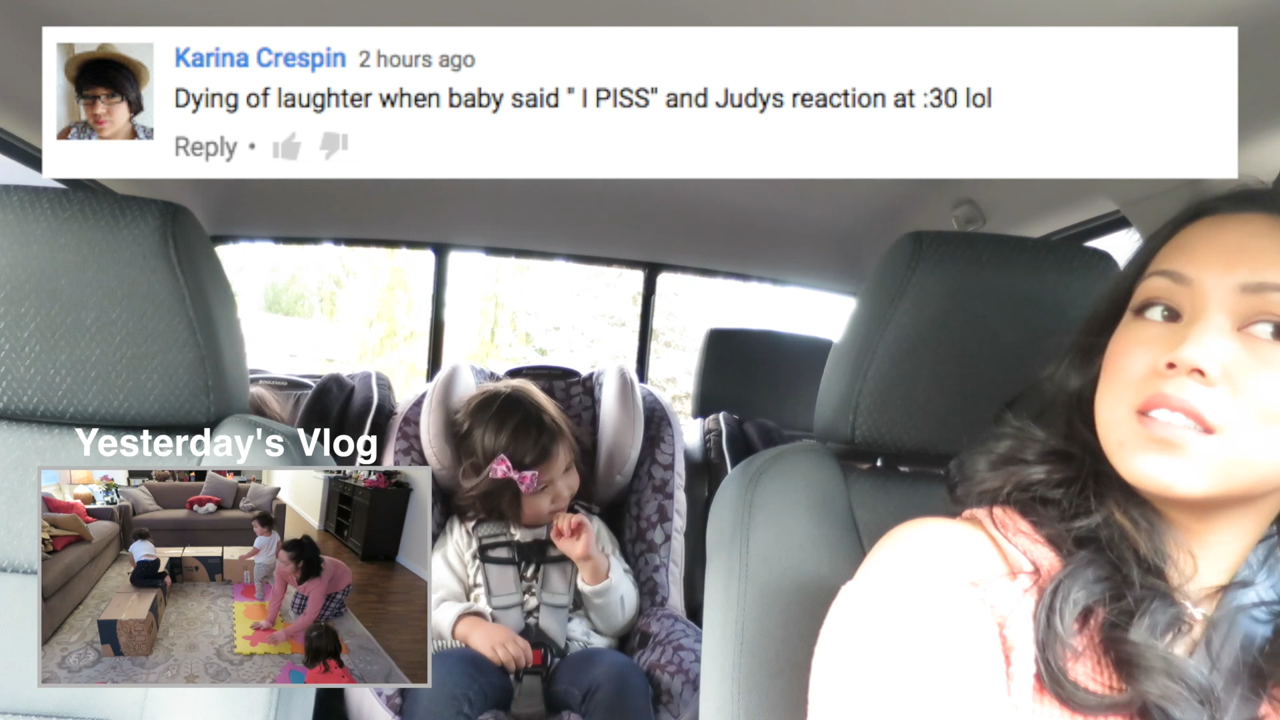 Karina Crespin 2 hours ago
Dying of laughter when baby said " I PISS" and Judys reaction at :30 lol
Reply •
Yesterday's Vlog